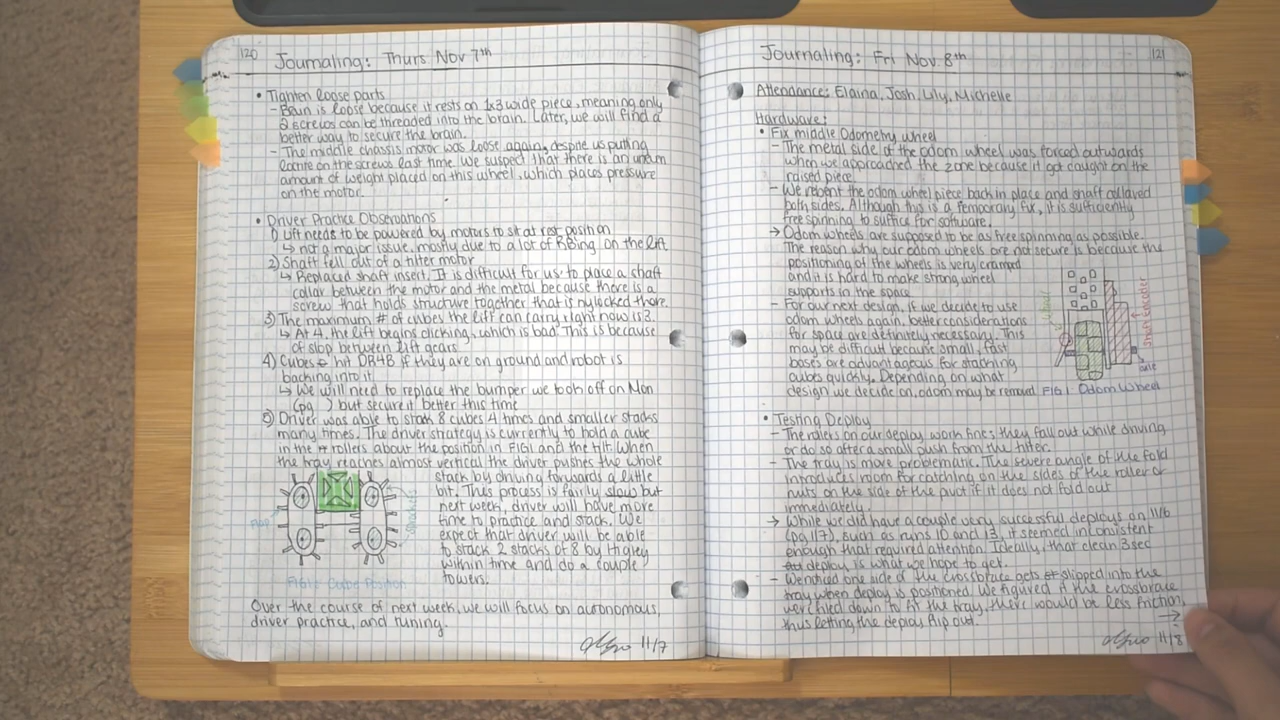 120
Journaling: Thurs Nov 7th
• Tighten loose parts
- Brain is loose because it rests on 1x3 wide piece, meaning only
2 screws can be threaded into the brain. Later, we will find a
better way to secure the brain.
- The middle chassis motor was loose again, despite us putting
loctite on the screws last time. We suspect that there is an
amount of weight placed on this wheel, which places pressure
on the motor.
• Driver Practice Observations
1) Lift needs to be powered by motors to sit at rest position
↳ not a major issue, mostly due to a lot of RBing on the lift
2) Shaft fell out of a tilter motor
↳ Replaced shaft insert. It is difficult for us to place a shaft
collar between the motor and the metal because there is a
screw that holds structure together that is nylocked there.
3) The maximum # of cubes the lift can carry right now is 3.
↳ At 4, the lift begins clicking, which is bad. This is because
of slop between lift gears.
4) Cubes hit DR4B if they are on ground and robot is
backing into it
↳ We will need to replace the bumper we took off on Mon
(pg ) but secure it better this time
5) Driver was able to stack 8 cubes 4 times and smaller stacks
many times. The driver strategy is currently to hold a cube
in the rollers about the position in FIG1 and the tilt. When
the tray reaches almost vertical the driver pushes the whole
stack by driving forwards a little
bit. This process is fairly slow but
next week, driver will have more
time to practice and stack. We
expect that driver will be able
to stack 2 stacks of 8 by Higley
within time and do a couple
towers.
Flap
FIG1: Cube Position
Over the course of next week, we will focus on autonomous,
driver practice, and tuning.
11/7
121
Journaling: Fri Nov 8th
Attendance: Elaina, Josh, Lily, Michelle
Hardware:
• Fix middle Odometry wheel
- The metal side of the odom wheel was forced outwards
when we approached the zone because it got caught on the
raised piece.
- We rebent the odom wheel piece back in place and shaft collared
both sides. Although this is a temporary fix, it is sufficiently
free spinning to suffice for software.
→ Odom wheels are supposed to be as free spinning as possible.
The reason why our odom wheels are not secure is because the
positioning of the wheels is very cramped
and it is hard to make strong wheel
supports in the space
- For our next design, if we decide to use
odom wheels again, better considerations
for space are definitely necessary. This
may be difficult because small, fast
bases are advantageous for stacking
cubes quickly. Depending on what
design we decide on, odom may be removed
wheel
Shaft encoder
axle
FIG 1: Odom Wheel
• Testing Deploy
- The rollers on our deploy work fine; they fall out while driving,
or do so after a small push from the tilter.
- The tray is more problematic. The severe angle of the fold
introduces room for catching on the sides of the roller or
nuts on the side of the pivot if it does not fold out
immediately.
→ While we did have a couple very successful deploys on 11/6
(pg 117), such as runs 10 and 13, it seemed inconsistent
enough that required attention. Ideally, that clean 3 sec
deploy is what we hope to get.
- We noticed one side of the crossbrace gets slipped into the
tray when deploy is positioned. We figured if the crossbrace
were filed down to fit the tray, there would be less friction,
thus letting the deploy flip out.
→
11/8